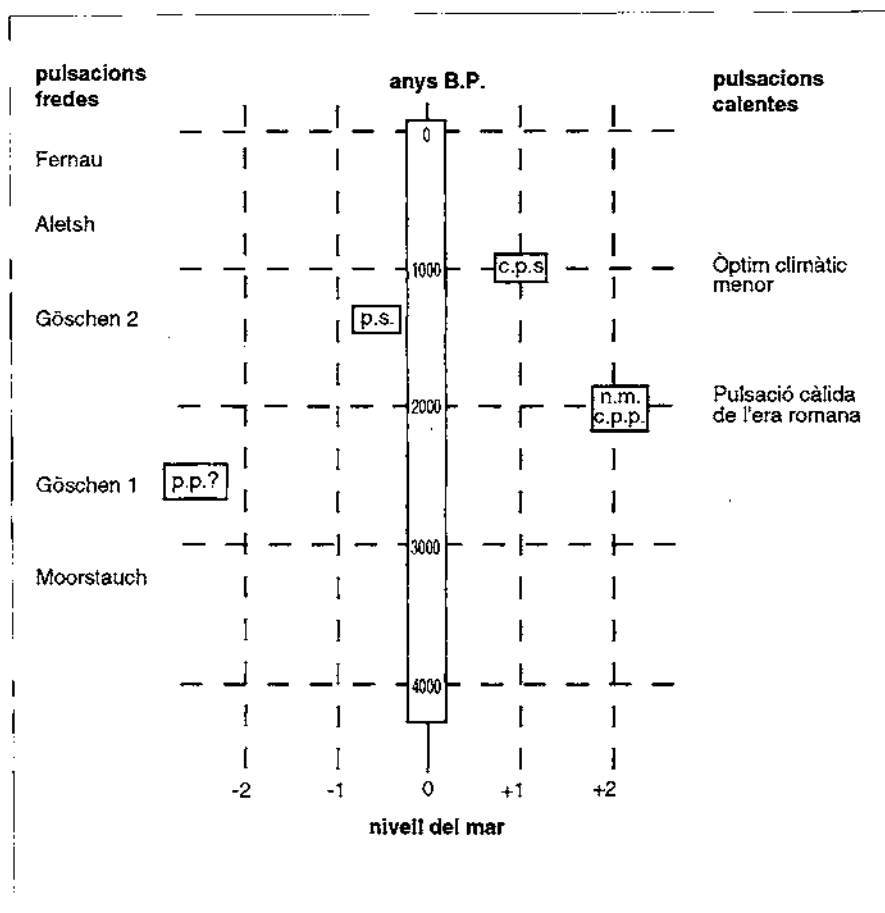 pulsacions
fredes
anys B.P.
pulsacions
calentes
0
Fernau
Aletsh
1000
c.p.s
Òptim climàtic
menor
Göschen 2
p.s.
2000
n.m.
c.p.p.
Pulsació càlida
de l'era romana
Göschen 1
p.p.?
3000
Moorstauch
4000
-2
-1
0
+1
+2
nivell del mar